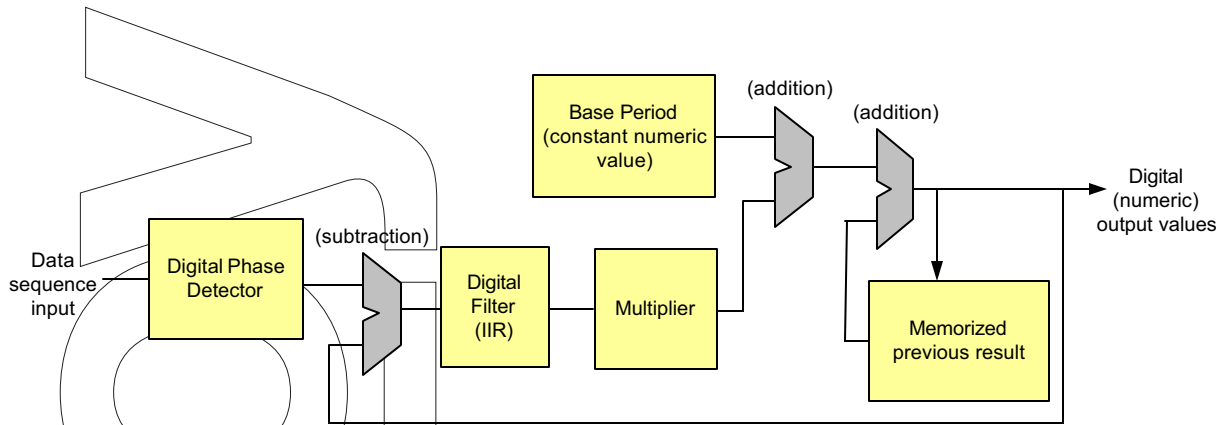 (addition)
(addition)
Base Period
(constant numeric
value)
Digital
(numeric)
output values
(subtraction)
Data
sequence
input
Digital Phase
Detector
Digital
Filter
(IIR)
Multiplier
Memorized
previous result